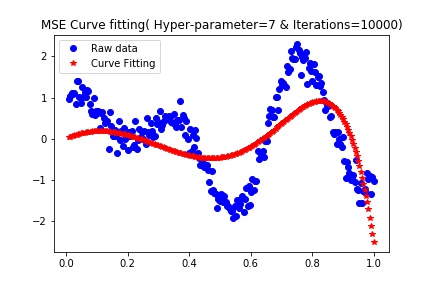 MSE Curve fitting( Hyper-parameter=7 & Iterations=10000)
Raw data
Curve Fitting
2
1
0
−1
−2
0.0 0.2 0.4 0.6 0.8 1.0